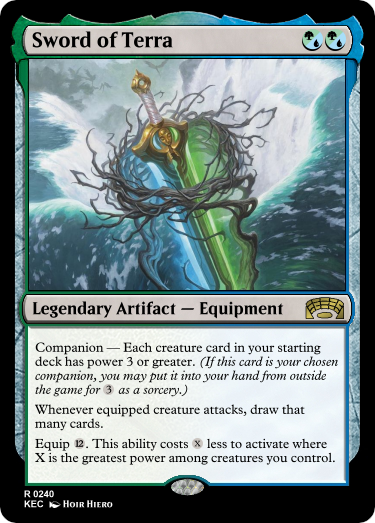 Sword of Terra
Legendary Artifact — Equipment
Companion — Each creature card in your starting
deck has power 3 or greater. (If this card is your chosen
companion, you may put it into your hand from outside
the game for 3 as a sorcery.)
Whenever equipped creature attacks, draw that
many cards.
Equip 12. This ability costs X less to activate where
X is the greatest power among creatures you control.
R 0240
KEC Hoir Hiero